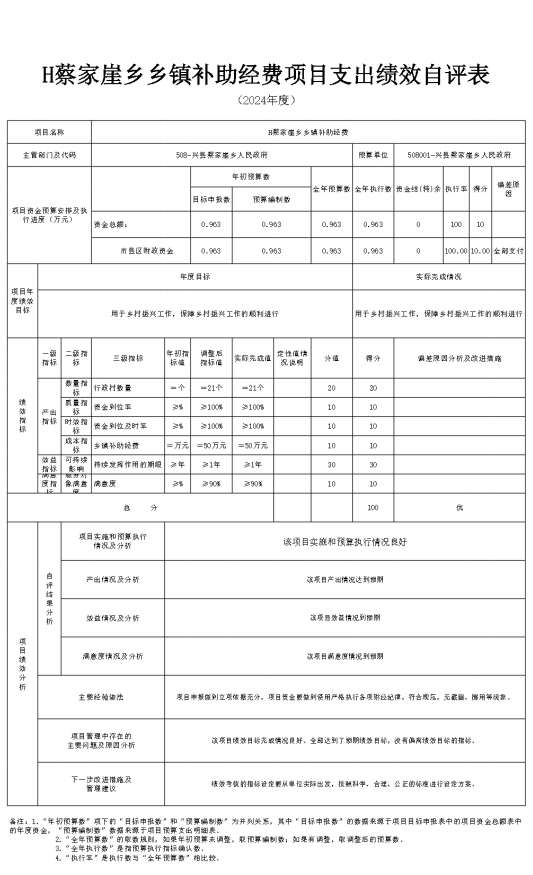 H蔡家崖乡乡镇补助经费项目支出绩效自评表
（2024年度）
项目名称 H蔡家崖乡乡镇补助经费
主管部门及代码 508-兴县蔡家崖乡人民政府 预算单位 508001-兴县蔡家崖乡人民政府
项目资金预算安排及执行进度（万元） 年初预算数 全年预算数 全年执行数 资金结(转)余 执行率 得分 偏差原因
目标申报数 预算编制数
资金总额： 0.963 0.963 0.963 0.963 0 100 10
市县区财政资金 0.963 0.963 0.963 0.963 0 100.00 10.00 全部支付
项目年度绩效目标 年度目标 实际完成情况
用于乡村振兴工作，保障乡村振兴工作的顺利进行 用于乡村振兴工作，保障乡村振兴工作的顺利进行
绩效指标 一级指标 二级指标 三级指标 年初指标值 调整后指标值 实际完成值 定性值情况说明 分值 得分 偏差原因分析及改进措施
产出指标 数量指标 行政村数量 ＝个 ＝21个 ＝21个 20 20
质量指标 资金到位率 ≥% ≥100% ≥100% 10 10
时效指标 资金到位及时率 ≥% ≥100% ≥100% 10 10
成本指标 乡镇补助经费 ＝万元 ＝50万元 ＝50万元 10 10
效益指标 可持续影响 持续发挥作用的期限 ≥年 ≥1年 ≥1年 30 30
满意度指标 服务对象满意度 满意度 ≥% ≥90% ≥90% 10 10
总 分 100 优
项目绩效分析 自评结果分析 项目实施和预算执行情况及分析 该项目实施和预算执行情况良好
产出情况及分析 该项目产出情况达到预期
效益情况及分析 该项目效益情况到预期
满意度情况及分析 该项目满意度情况到预期
主要经验做法 项目申报做到立项依据充分，项目资金要做到使用严格执行各项财经纪律，符合规范，无截留、挪用等现象。
项目管理中存在的主要问题及原因分析 该项目绩效目标完成情况良好、全部达到了预期绩效目标，没有偏离绩效目标的指标。
下一步改进措施及管理建议 绩效考核的指标设定要从单位实际出发，按照科学、合理、公正的标准进行设定方案。
备注：1.“年初预算数”项下的“目标申报数”和“预算编制数”为并列关系，其中“目标申报数”的数据来源于项目目标申报表中的项目资金总额表中
的年度资金，“预算编制数”数据来源于项目预算支出明细表.
2.“全年预算数”的取数规则，如果年初预算未调整，取预算编制数；如果有调整，取调整后的预算数.
3.“全年执行数”是指预算执行指标确认数.
4.“执行率”是执行数与“全年预算数”相比较.